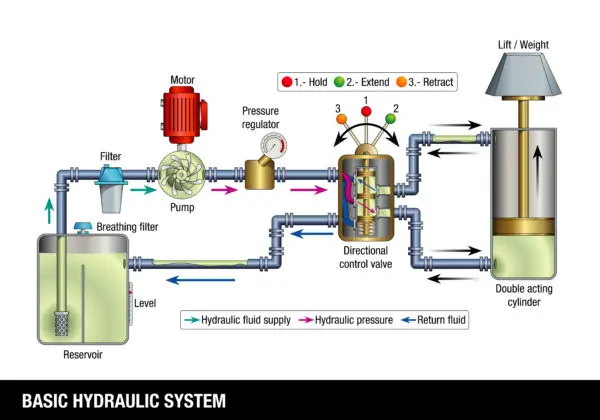 Lift / Weight
1.- Hold 2.- Extend 3.- Retract
Motor
Pressure
regulator
3 1 2
Filter
Pump
Breathing filter
Directional
control valve
Level
Double acting
cylinder
Hydraulic fluid supply Hydraulic pressure Return fluid
Reservoir
BASIC HYDRAULIC SYSTEM